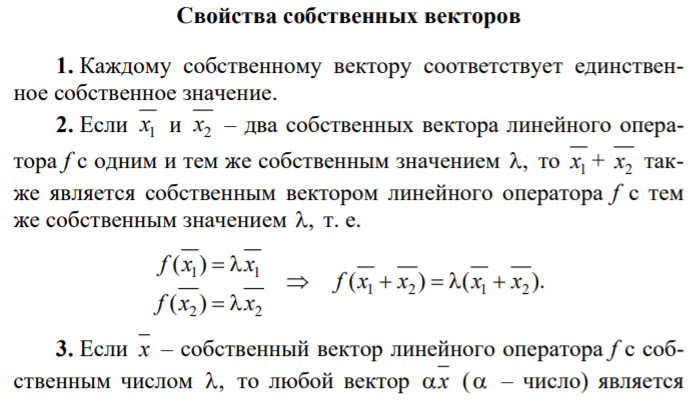 Свойства собственных векторов
1. Каждому собственному вектору соответствует единствен-
ное собственное значение.
2. Если x̅₁ и x̅₂ – два собственных вектора линейного опера-
тора f с одним и тем же собственным значением λ, то x̅₁ + x̅₂ так-
же является собственным вектором линейного оператора f с тем
же собственным значением λ, т. е.
f(x̅₁) = λx̅₁
f(x̅₂) = λx̅₂
⇒ f(x̅₁ + x̅₂) = λ(x̅₁ + x̅₂).
3. Если x̅ – собственный вектор линейного оператора f с соб-
ственным числом λ, то любой вектор αx̅ (α – число) является